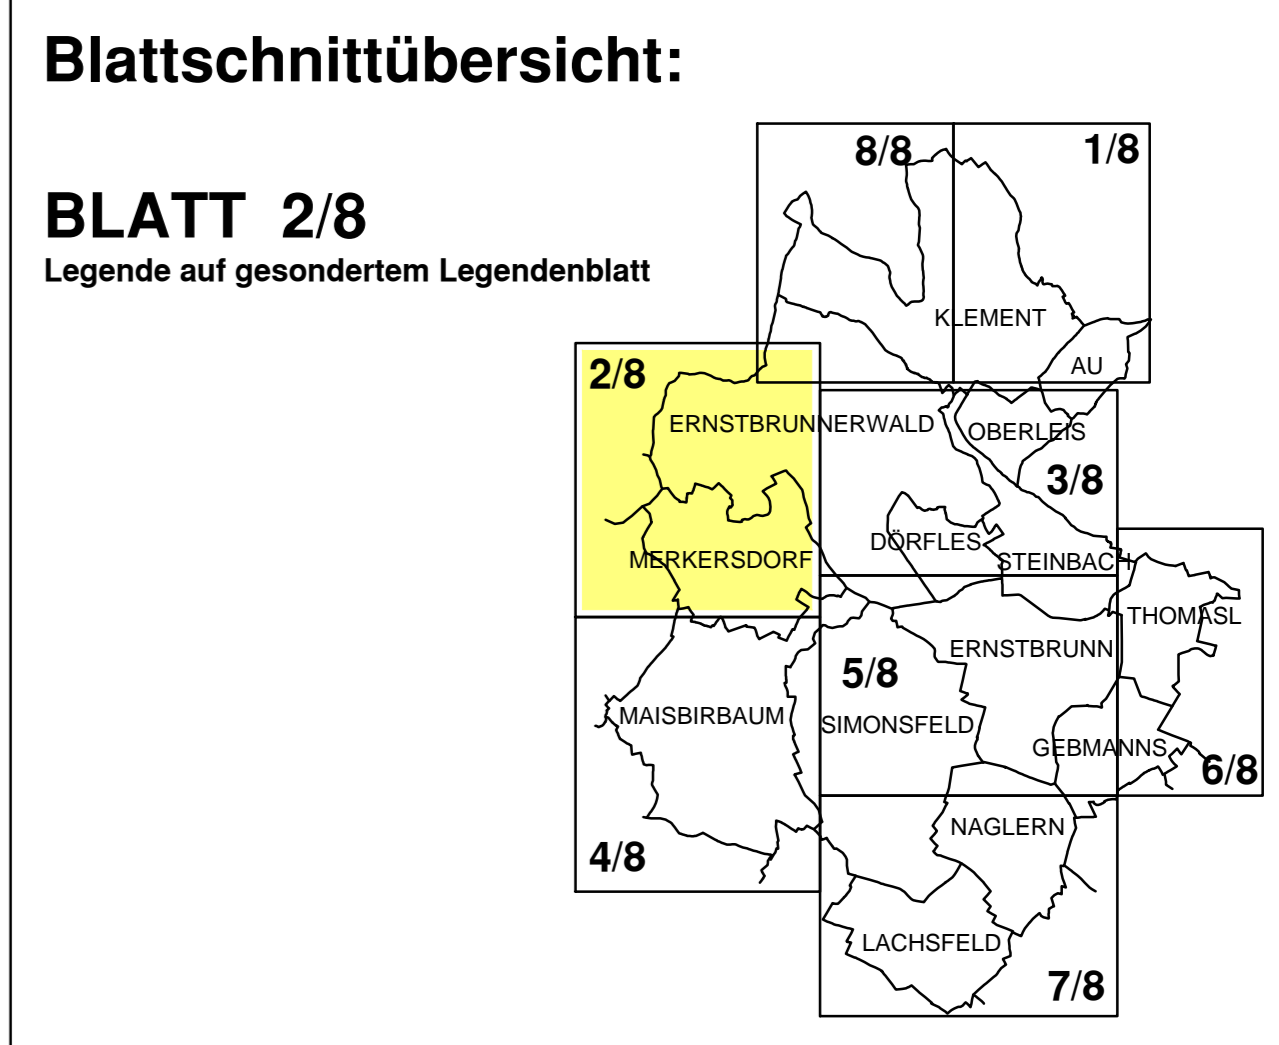 Blattschnittübersicht:
BLATT 2/8
Legende auf gesondertem Legendenblatt
8/8
1/8
KLEMENT
AU
2/8
ERNSTBRUNNERWALD
OBERLEIS
3/8
DÖRFLES
MERKERSDORF
STEINBACH
THOMASL
ERNSTBRUNN
5/8
MAISBIRBAUM
SIMONSFELD
GEBMANNS
6/8
NAGLERN
4/8
LACHSFELD
7/8